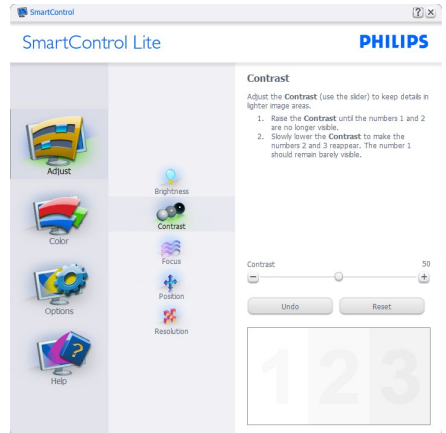 SmartControl
SmartControl Lite
PHILIPS
Adjust
Color
Options
Help
Brightness
Contrast
Focus
Position
Resolution
Contrast
Adjust the Contrast (use the slider) to keep details in
lighter image areas.
1. Raise the Contrast until the numbers 1 and 2
are no longer visible.
2. Slowly lower the Contrast to make the
numbers 2 and 3 reappear. The number 1
should remain barely visible.
Contrast 50
Undo Reset
1 2 3